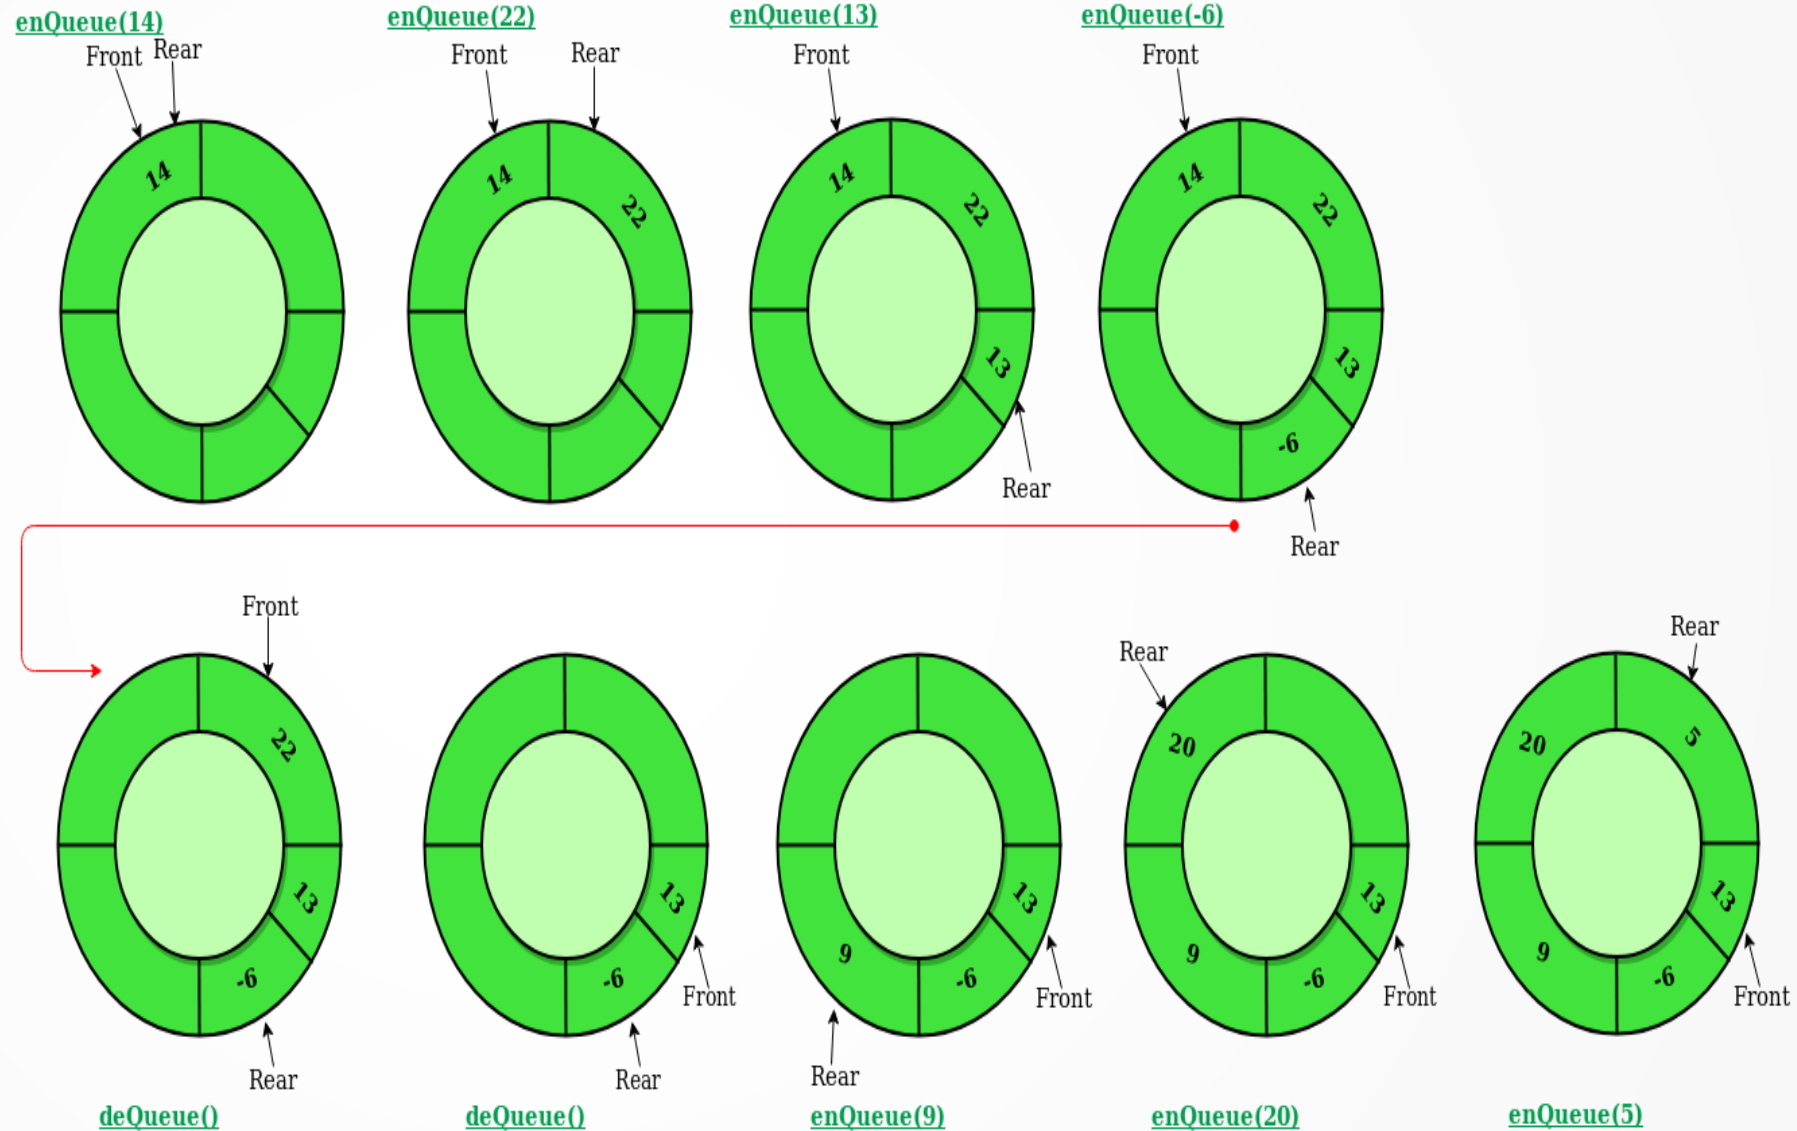 enQueue(14)
Front
Rear
14
enQueue(22)
Front
Rear
14
22
enQueue(13)
Front
14
22
13
Rear
enQueue(-6)
Front
14
22
13
-6
Rear
Front
22
13
-6
Rear
deQueue()
13
-6
Front
Rear
deQueue()
13
9
-6
Front
Rear
enQueue(9)
Rear
20
13
9
-6
Front
enQueue(20)
Rear
20
5
13
9
-6
Front
enQueue(5)